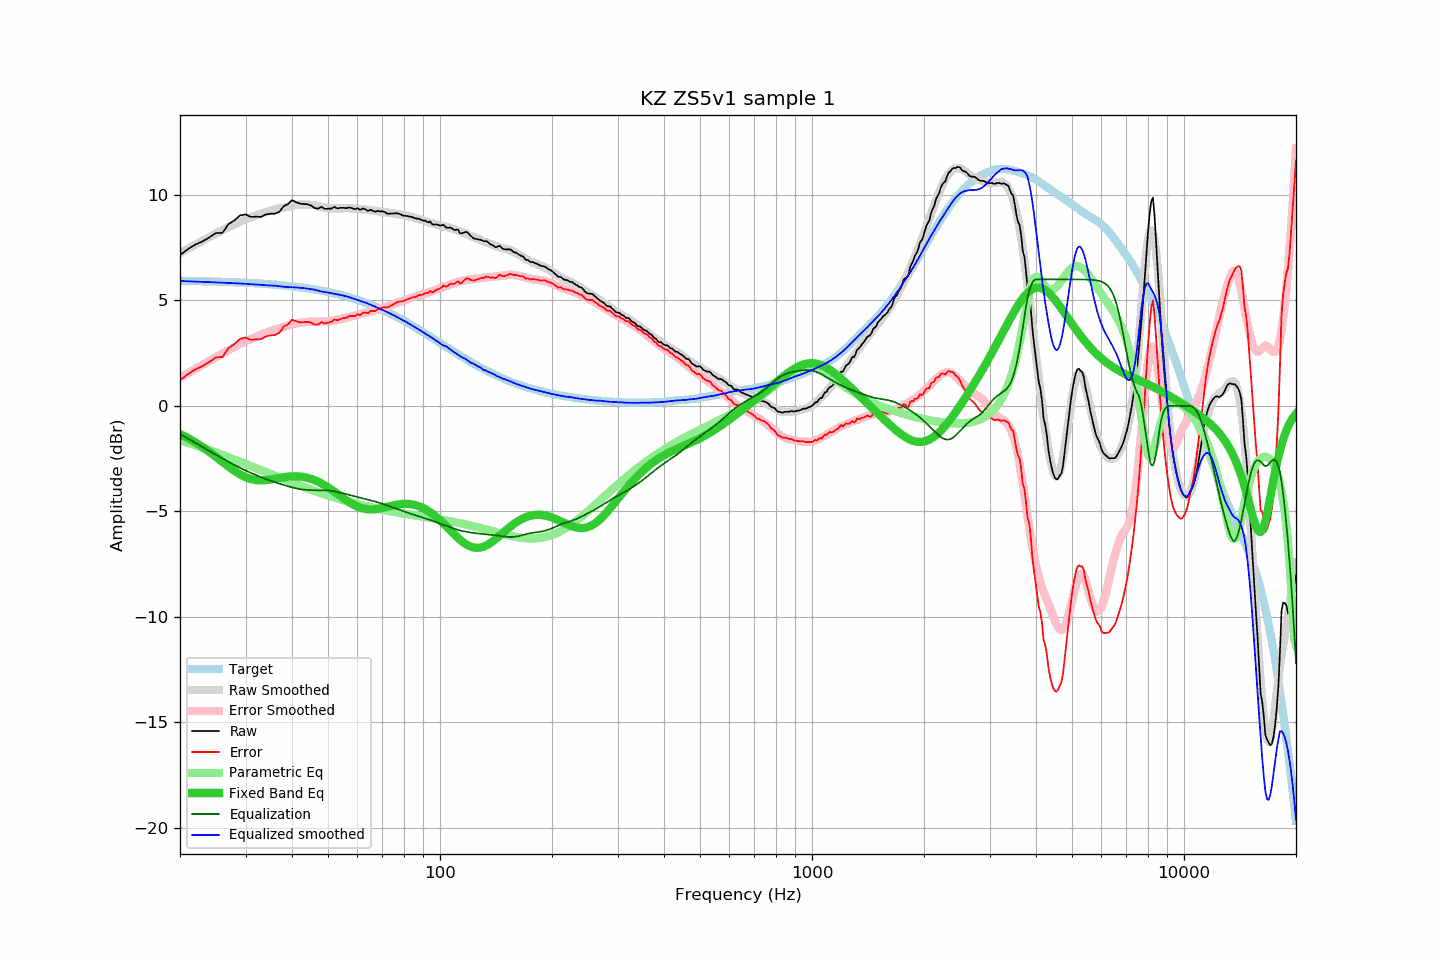 KZ ZS5v1 sample 1
10
5
0
−5
−10
−15
−20
Amplitude (dBr)
Target
Raw Smoothed
Error Smoothed
Raw
Error
Parametric Eq
Fixed Band Eq
Equalization
Equalized smoothed
100
1000
10000
Frequency (Hz)